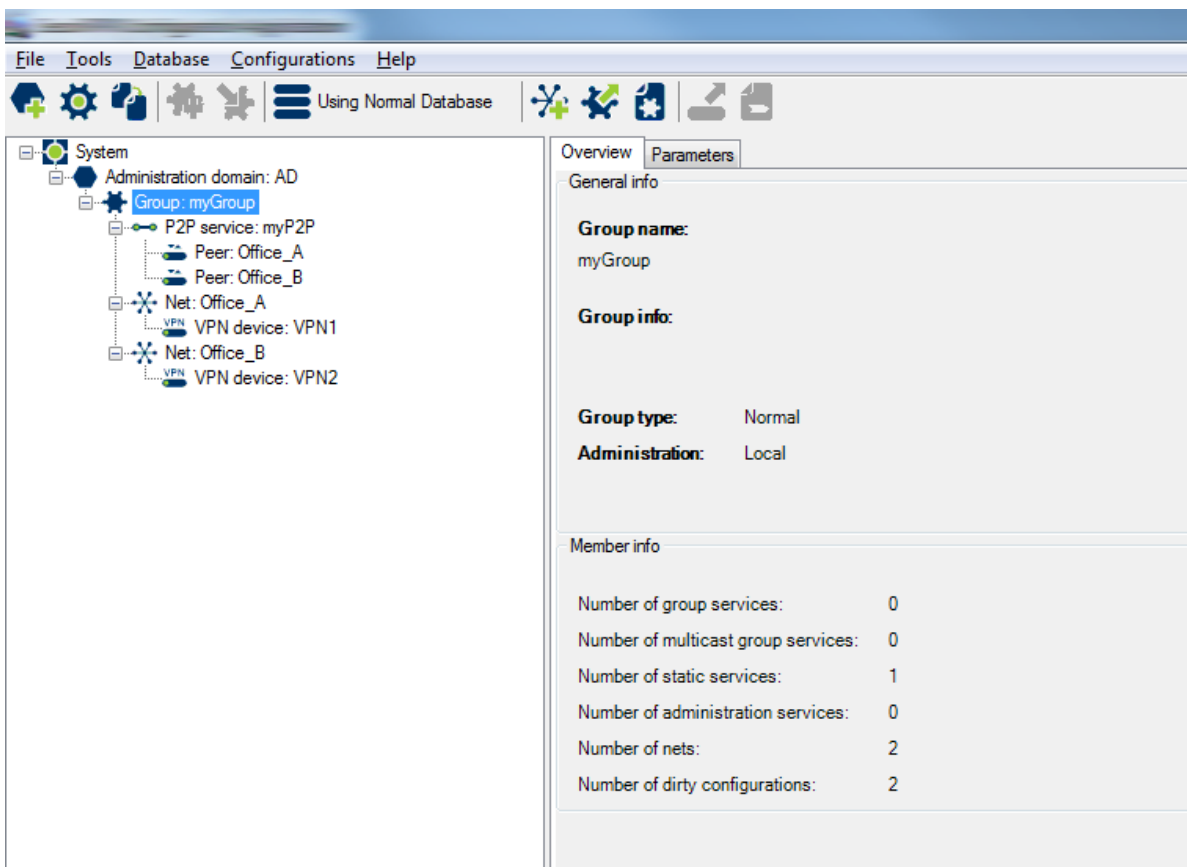 File Tools Database Configurations Help
Using Normal Database
System
Administration domain: AD
Group: myGroup
P2P service: myP2P
Peer: Office_A
Peer: Office_B
Net: Office_A
VPN VPN device: VPN1
Net: Office_B
VPN VPN device: VPN2
Overview Parameters
General info
Group name:
myGroup
Group info:
Group type: Normal
Administration: Local
Member info
Number of group services: 0
Number of multicast group services: 0
Number of static services: 1
Number of administration services: 0
Number of nets: 2
Number of dirty configurations: 2